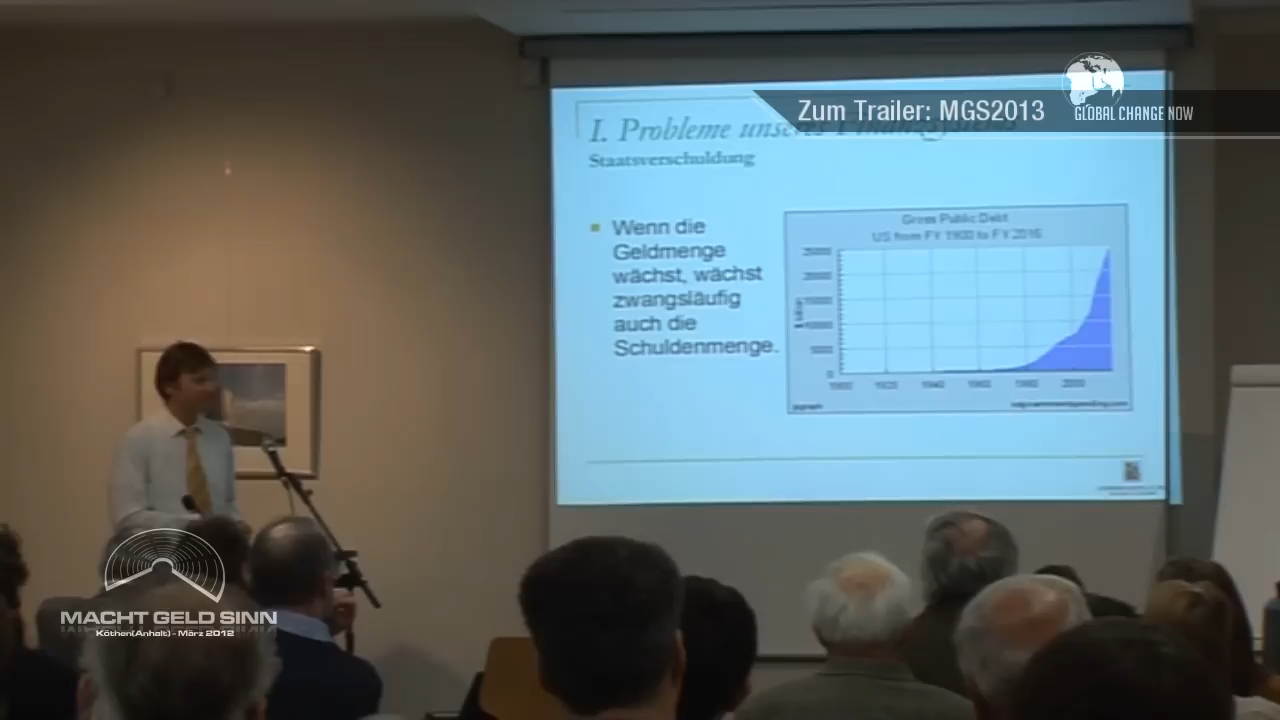 Zum Trailer: MGS2013
GLOBAL CHANGE NOW
I. Probleme unseres Finanzsystems
Staatsverschuldung
Wenn die
Geldmenge
wächst, wächst
zwangsläufig
auch die
Schuldenmenge.
Gross Public Debt
US from FY 1900 to FY 2016
25000
20000
15000
10000
5000
0
1900 1920 1940 1960 1980 2000
MACHT GELD SINN
Köthen(Anhalt) - März 2012